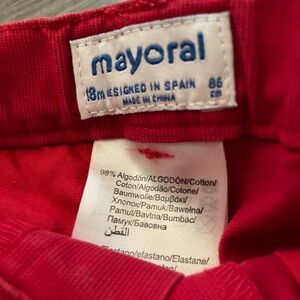 mayoral
18m DESIGNED IN SPAIN 86
MADE IN CHINA cm
98% Algodón/ALGODÓN/Cotton/
Coton/Algodão/Cotone/
Baumwolle/Βαμβάκι/
Хлопок/Pamuk/Bawełna/
Pamut/Bavlna/Bumbac/
Памук/Бавовна
القطن
Elastano/elastano/Elastane/